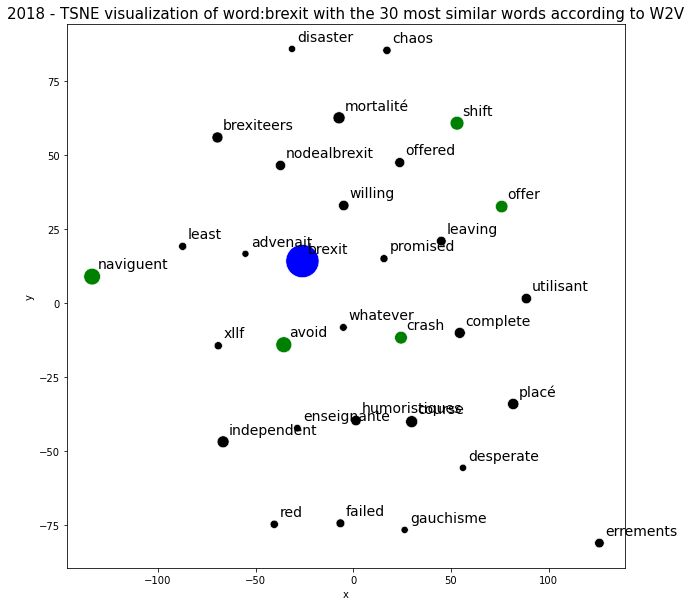 2018 - TSNE visualization of word:brexit with the 30 most similar words according to W2V
disaster
chaos
75
mortalité
shift
brexiteers
50
nodealbrexit
offered
willing
offer
25
least
advenait
brexit
promised
leaving
naviguent
utilisant
y
0
whatever
xllf
avoid
crash
complete
−25
placé
enseignante
humoristiques
course
independent
−50
desperate
red
failed
gauchisme
−75
errements
−100
−50
0
50
100
x